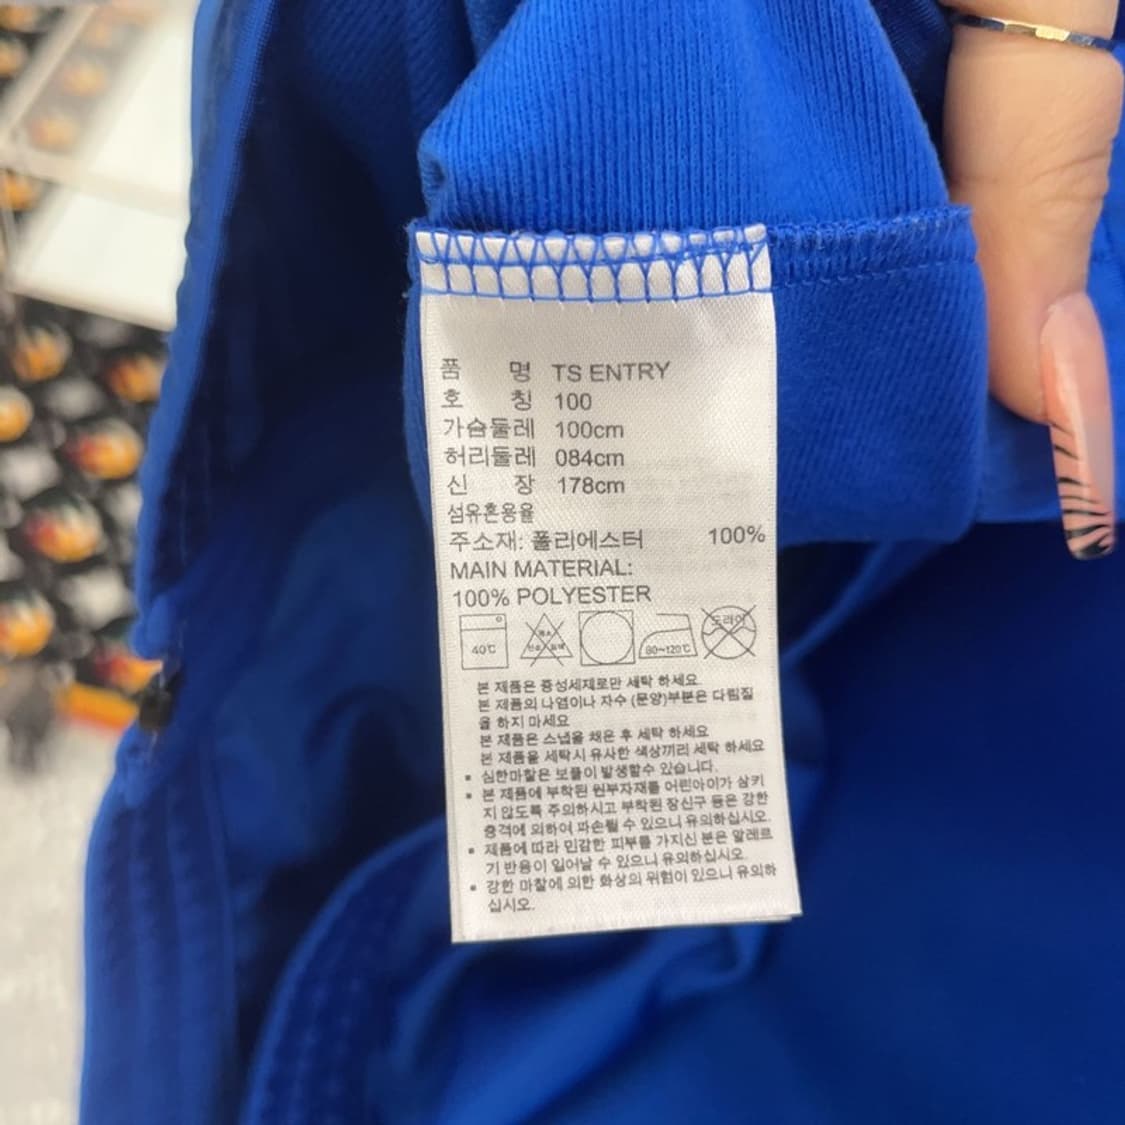 품 명 TS ENTRY
호 칭 100
가슴둘레 100cm
허리둘레 084cm
신 장 178cm
섬유혼용율
주소재: 폴리에스터 100%
MAIN MATERIAL:
100% POLYESTER
40℃ 80~120℃ 드라이
본 제품은 중성세제로만 세탁 하세요.
본 제품의 나염이나 자수 (문양)부분은 다림질
을 하지 마세요
본 제품은 스냅을 채운 후 세탁 하세요
본 제품을 세탁시 유사한 색상끼리 세탁 하세요
• 심한마찰은 보풀이 발생할수 있습니다.
• 본 제품에 부착된 원부자재를 어린아이가 삼키
지 않도록 주의하시고 부착된 장신구 등은 강한
충격에 의하여 파손될 수 있으니 유의하십시오.
• 제품에 따라 민감한 피부를 가지신 분은 알레르
기 반응이 일어날 수 있으니 유의하십시오.
• 강한 마찰에 의한 화상의 위험이 있으니 유의하
십시오.